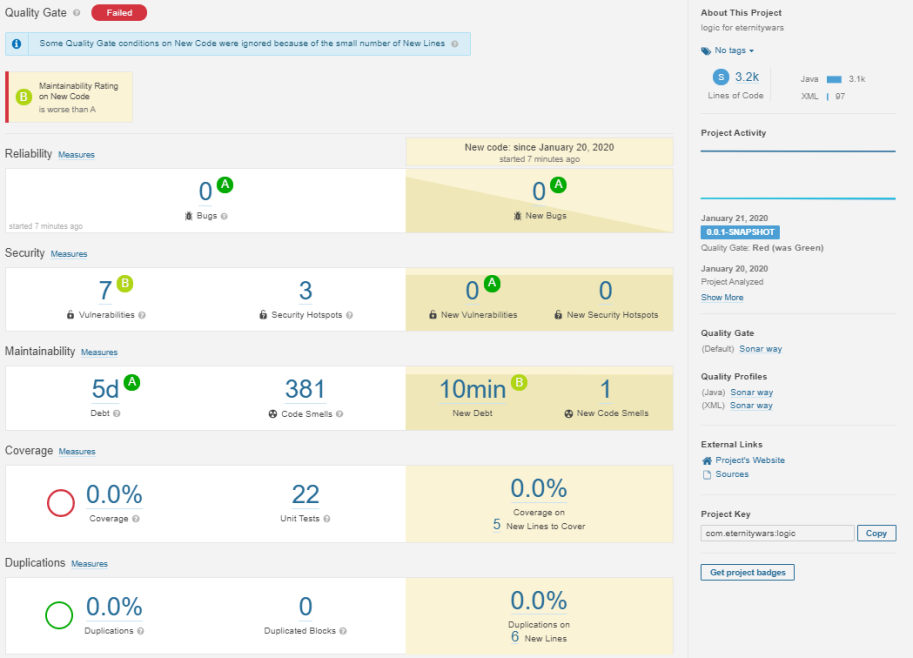 Quality Gate Failed
Some Quality Gate conditions on New Code were ignored because of the small number of New Lines
B
Maintainability Rating
on New Code
is worse than A
New code: since January 20, 2020
started 7 minutes ago
Reliability Measures
0 A
Bugs
started 7 minutes ago
0 A
New Bugs
Security Measures
7 B
Vulnerabilities
3
Security Hotspots
0 A
New Vulnerabilities
0
New Security Hotspots
Maintainability Measures
5d A
Debt
381
Code Smells
10min B
New Debt
1
New Code Smells
Coverage Measures
0.0%
Coverage
22
Unit Tests
0.0%
Coverage on
5 New Lines to Cover
Duplications Measures
0.0%
Duplications
0
Duplicated Blocks
0.0%
Duplications on
6 New Lines
About This Project
logic for eternitywars
No tags
S 3.2k
Lines of Code
Java 3.1k
XML 97
Project Activity
January 21, 2020
0.0.1-SNAPSHOT
Quality Gate: Red (was Green)
January 20, 2020
Project Analyzed
Show More
Quality Gate
(Default) Sonar way
Quality Profiles
(Java) Sonar way
(XML) Sonar way
External Links
Project's Website
Sources
Project Key
com.eternitywars:logic Copy
Get project badges